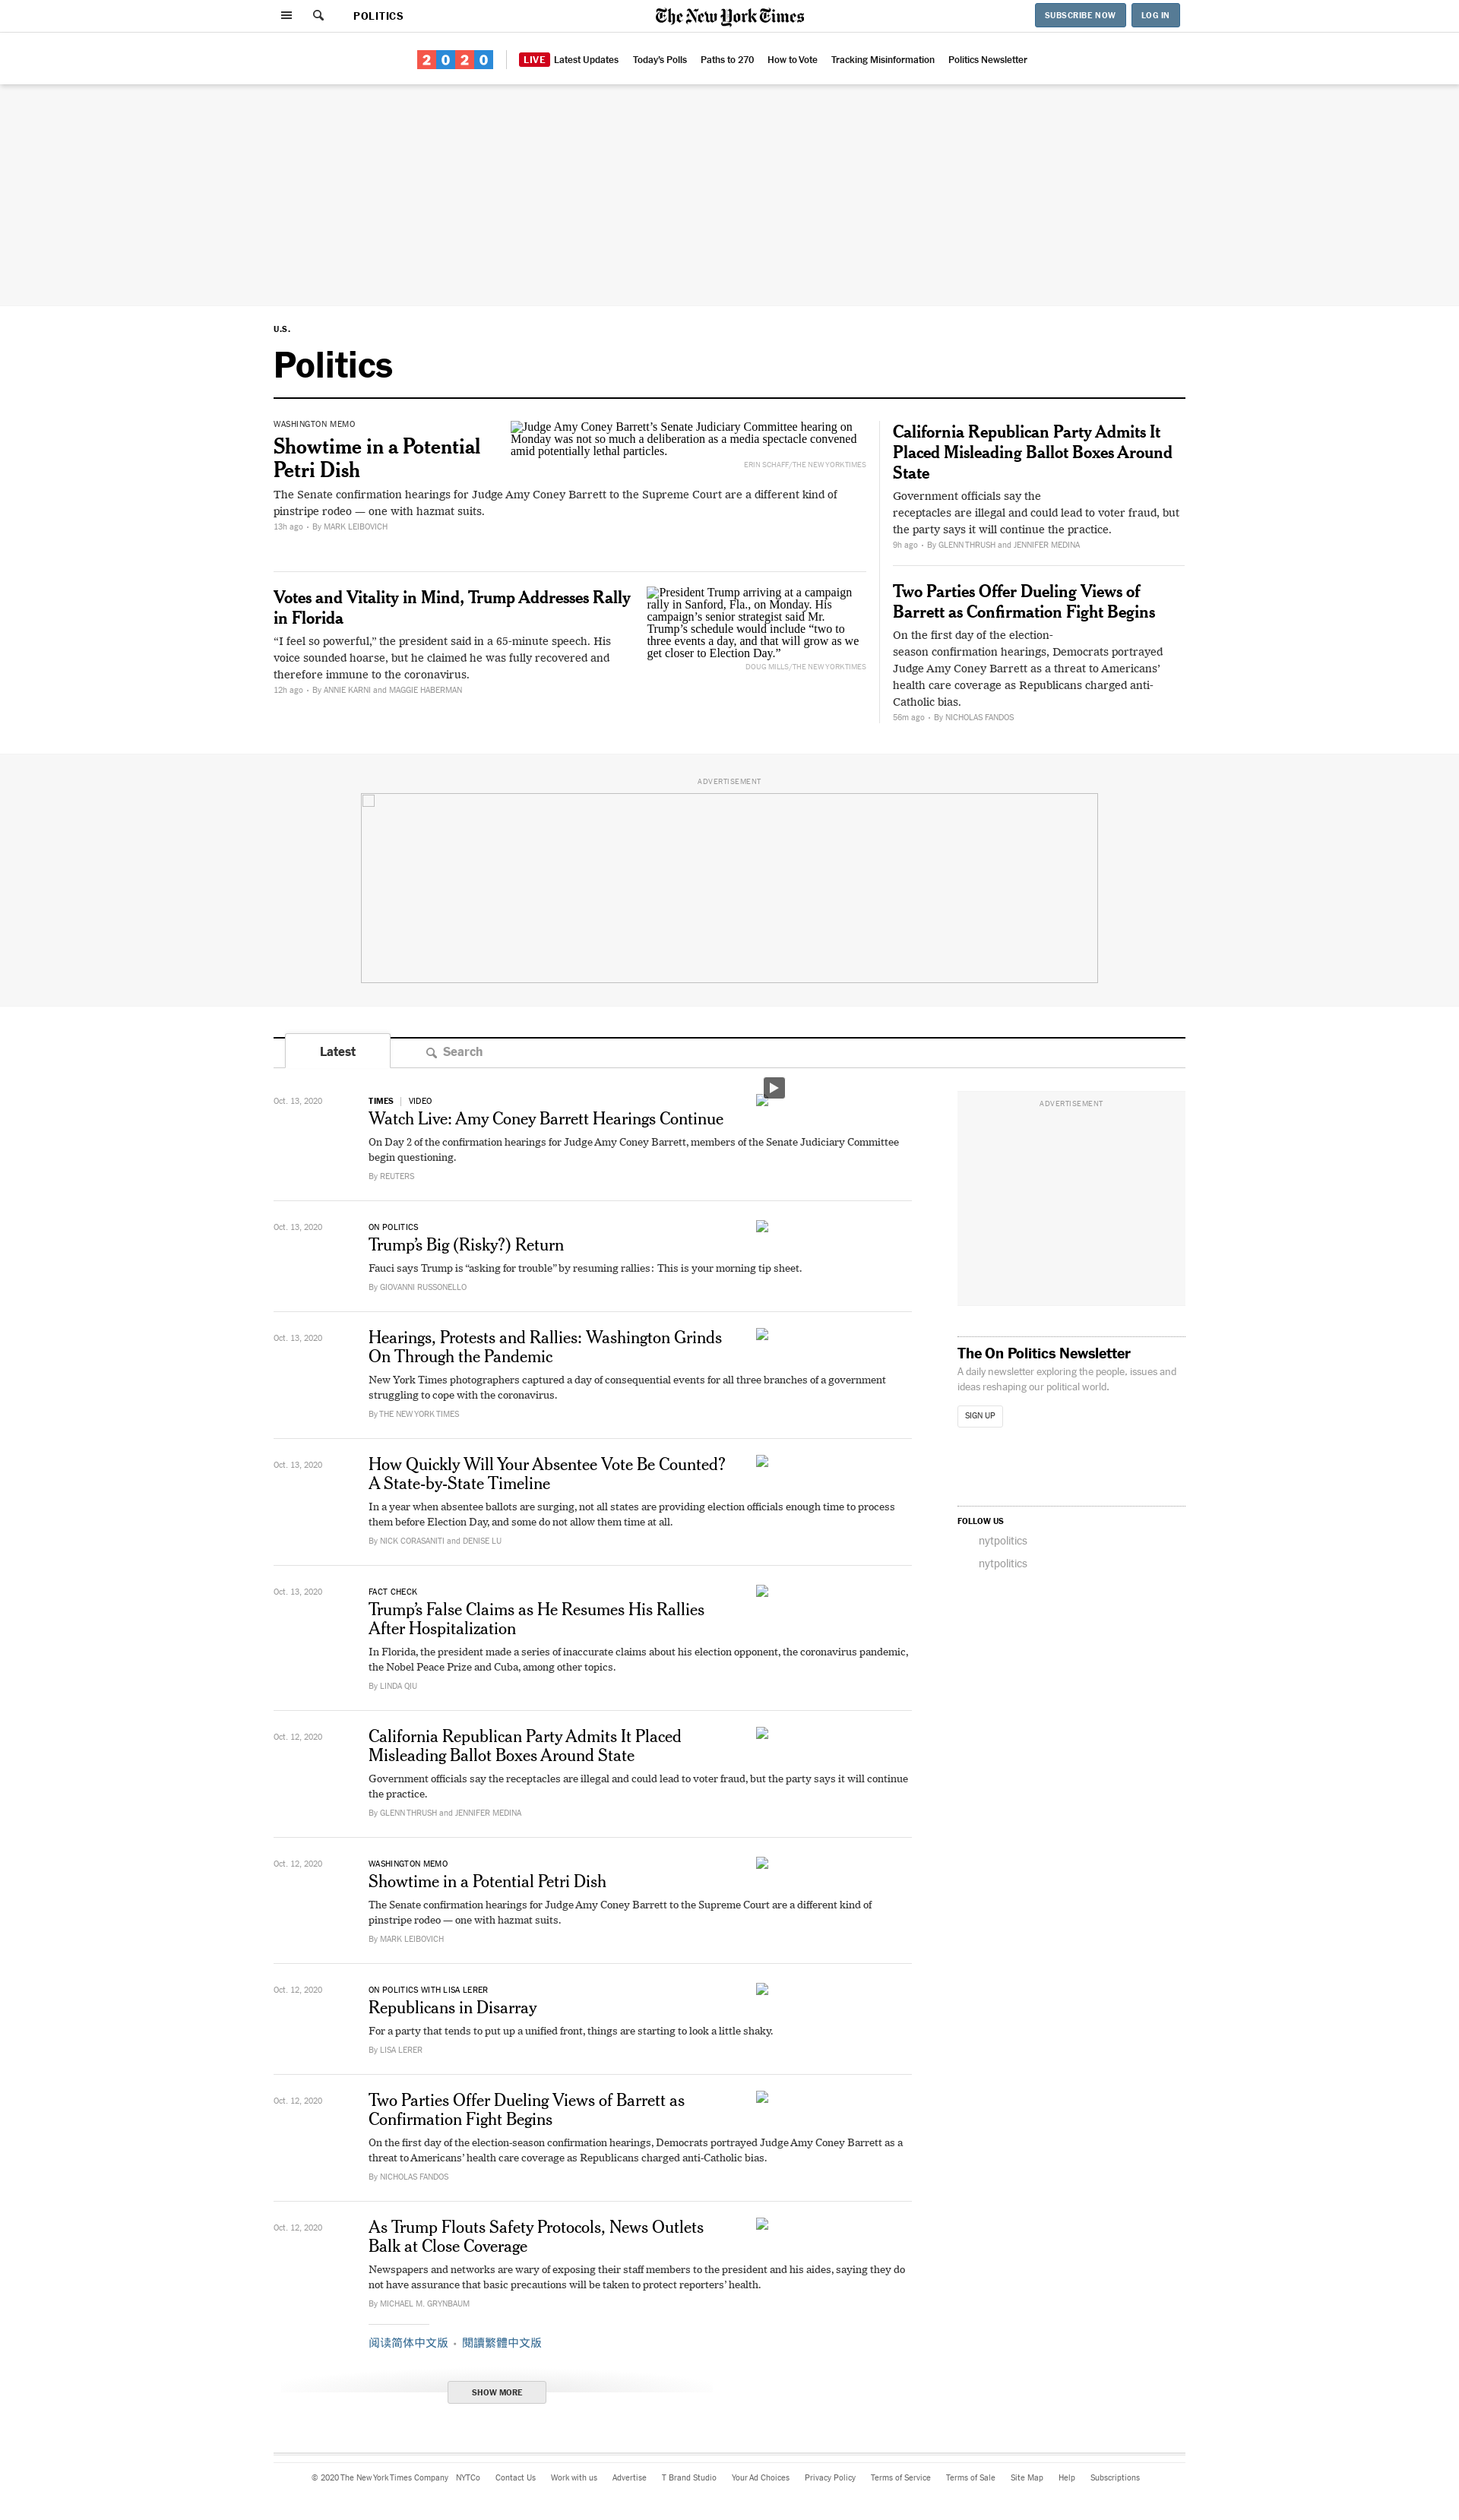 POLITICS
The New York Times
SUBSCRIBE NOW
LOG IN
2020
LIVE Latest Updates
Today's Polls
Paths to 270
How to Vote
Tracking Misinformation
Politics Newsletter
U.S.
Politics
WASHINGTON MEMO
Showtime in a Potential
Petri Dish
Judge Amy Coney Barrett’s Senate Judiciary Committee hearing on
Monday was not so much a deliberation as a media spectacle convened
amid potentially lethal particles.
ERIN SCHAFF/THE NEW YORK TIMES
The Senate confirmation hearings for Judge Amy Coney Barrett to the Supreme Court are a different kind of
pinstripe rodeo — one with hazmat suits.
13h ago • By MARK LEIBOVICH
Votes and Vitality in Mind, Trump Addresses Rally
in Florida
“I feel so powerful,” the president said in a 65-minute speech. His
voice sounded hoarse, but he claimed he was fully recovered and
therefore immune to the coronavirus.
12h ago • By ANNIE KARNI and MAGGIE HABERMAN
President Trump arriving at a campaign
rally in Sanford, Fla., on Monday. His
campaign’s senior strategist said Mr.
Trump’s schedule would include “two to
three events a day, and that will grow as we
get closer to Election Day.”
DOUG MILLS/THE NEW YORK TIMES
California Republican Party Admits It
Placed Misleading Ballot Boxes Around
State
Government officials say the
receptacles are illegal and could lead to voter fraud, but
the party says it will continue the practice.
9h ago • By GLENN THRUSH and JENNIFER MEDINA
Two Parties Offer Dueling Views of
Barrett as Confirmation Fight Begins
On the first day of the election-
season confirmation hearings, Democrats portrayed
Judge Amy Coney Barrett as a threat to Americans’
health care coverage as Republicans charged anti-
Catholic bias.
56m ago • By NICHOLAS FANDOS
ADVERTISEMENT
Latest
Search
Oct. 13, 2020
TIMES | VIDEO
Watch Live: Amy Coney Barrett Hearings Continue
On Day 2 of the confirmation hearings for Judge Amy Coney Barrett, members of the Senate Judiciary Committee
begin questioning.
By REUTERS
Oct. 13, 2020
ON POLITICS
Trump’s Big (Risky?) Return
Fauci says Trump is “asking for trouble” by resuming rallies: This is your morning tip sheet.
By GIOVANNI RUSSONELLO
Oct. 13, 2020
Hearings, Protests and Rallies: Washington Grinds
On Through the Pandemic
New York Times photographers captured a day of consequential events for all three branches of a government
struggling to cope with the coronavirus.
By THE NEW YORK TIMES
Oct. 13, 2020
How Quickly Will Your Absentee Vote Be Counted?
A State-by-State Timeline
In a year when absentee ballots are surging, not all states are providing election officials enough time to process
them before Election Day, and some do not allow them time at all.
By NICK CORASANITI and DENISE LU
Oct. 13, 2020
FACT CHECK
Trump’s False Claims as He Resumes His Rallies
After Hospitalization
In Florida, the president made a series of inaccurate claims about his election opponent, the coronavirus pandemic,
the Nobel Peace Prize and Cuba, among other topics.
By LINDA QIU
Oct. 12, 2020
California Republican Party Admits It Placed
Misleading Ballot Boxes Around State
Government officials say the receptacles are illegal and could lead to voter fraud, but the party says it will continue
the practice.
By GLENN THRUSH and JENNIFER MEDINA
Oct. 12, 2020
WASHINGTON MEMO
Showtime in a Potential Petri Dish
The Senate confirmation hearings for Judge Amy Coney Barrett to the Supreme Court are a different kind of
pinstripe rodeo — one with hazmat suits.
By MARK LEIBOVICH
Oct. 12, 2020
ON POLITICS WITH LISA LERER
Republicans in Disarray
For a party that tends to put up a unified front, things are starting to look a little shaky.
By LISA LERER
Oct. 12, 2020
Two Parties Offer Dueling Views of Barrett as
Confirmation Fight Begins
On the first day of the election-season confirmation hearings, Democrats portrayed Judge Amy Coney Barrett as a
threat to Americans’ health care coverage as Republicans charged anti-Catholic bias.
By NICHOLAS FANDOS
Oct. 12, 2020
As Trump Flouts Safety Protocols, News Outlets
Balk at Close Coverage
Newspapers and networks are wary of exposing their staff members to the president and his aides, saying they do
not have assurance that basic precautions will be taken to protect reporters’ health.
By MICHAEL M. GRYNBAUM
阅读简体中文版 • 閱讀繁體中文版
SHOW MORE
ADVERTISEMENT
The On Politics Newsletter
A daily newsletter exploring the people, issues and
ideas reshaping our political world.
SIGN UP
FOLLOW US
nytpolitics
nytpolitics
© 2020 The New York Times Company NYTCo Contact Us Work with us Advertise T Brand Studio Your Ad Choices Privacy Policy Terms of Service Terms of Sale Site Map Help Subscriptions